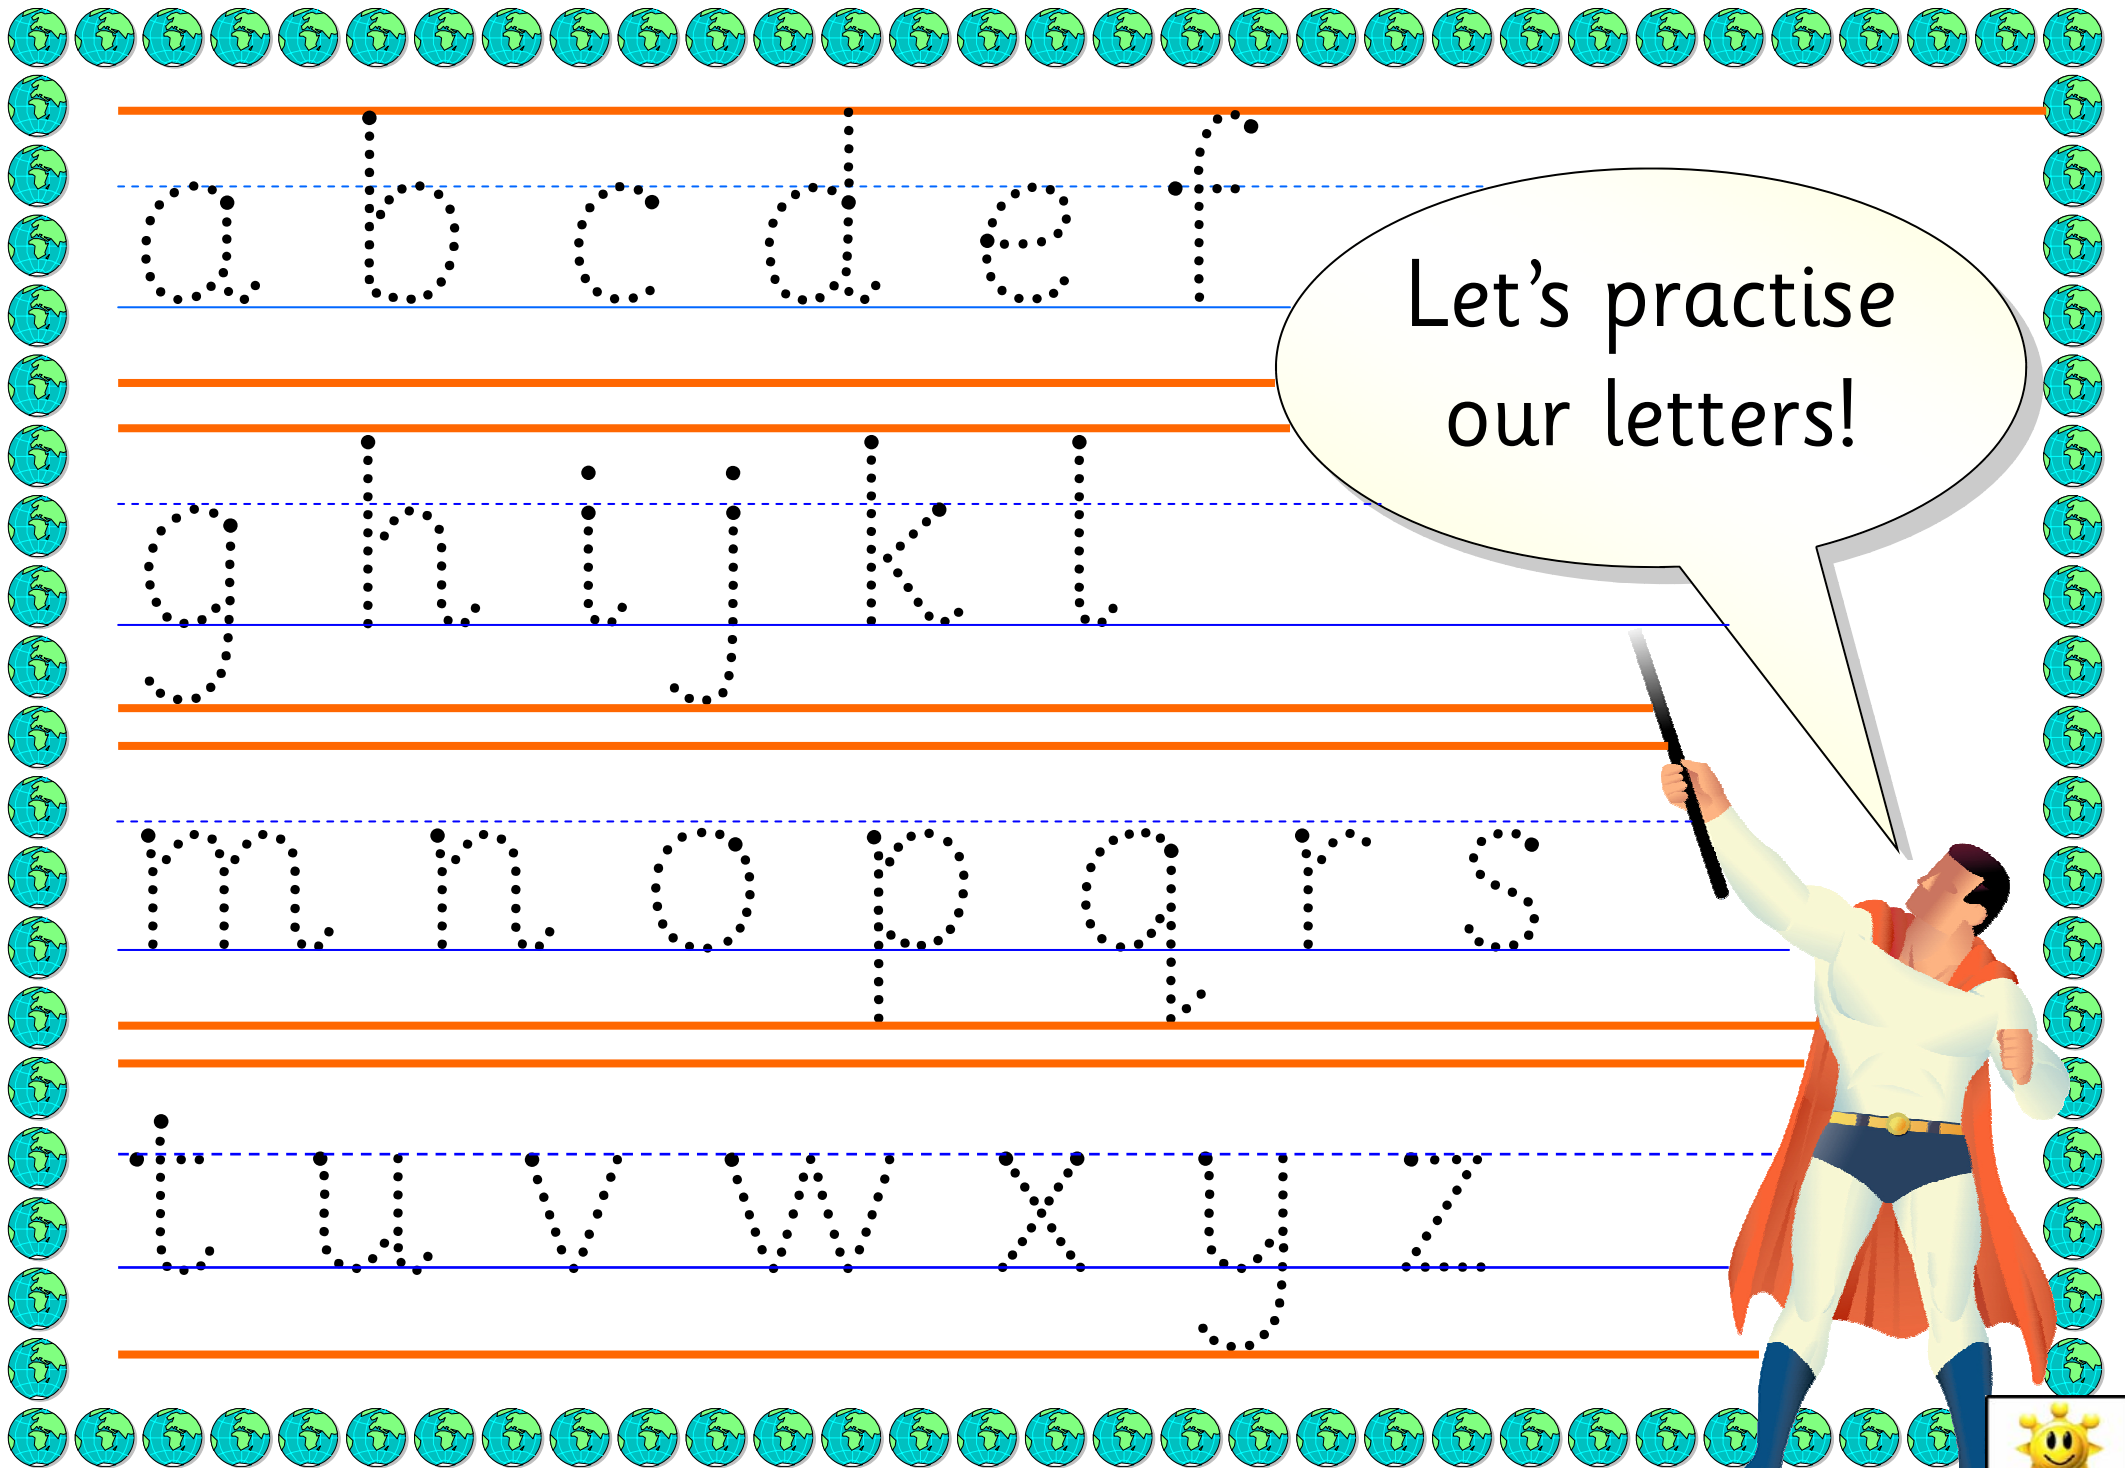 a b c d e f
Let's practise
our letters!
g h i j k l
m n o p q r s
t u v w x y z